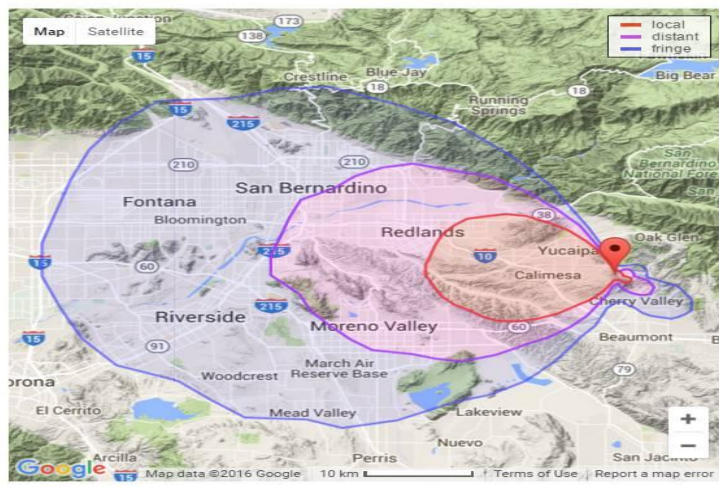 Map Satellite
173
138
local
distant
fringe
15
Crestline
Blue Jay
18
18
Big Bear
Running
Springs
15
215
210
210
San
Bernardino
National Fore
San
Fontana
San Bernardino
Bloomington
38
Redlands
Oak Glen
Yucaipa
215
10
15
60
Calimesa
Cherry Valley
215
Riverside
Moreno Valley
60
15
91
Beaumont
B
March Air
Reserve Base
Woodcrest
79
orona
El Cerrito
Mead Valley
Lakeview
+
Nuevo
−
Arcilla
Perris
San Jacinto
Google
15
Map data ©2016 Google 10 km Terms of Use Report a map error